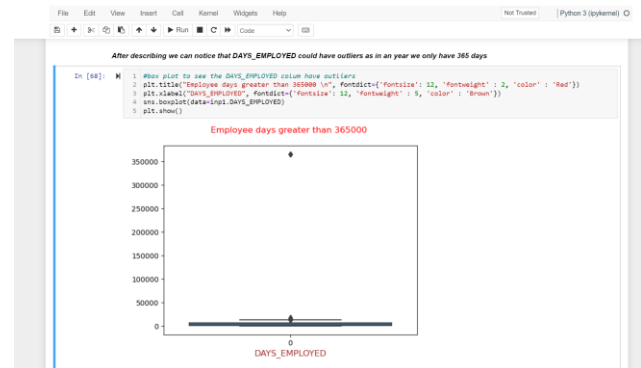 File Edit View Insert Cell Kernel Widgets Help Not Trusted Python 3 (ipykernel)
Run Code
After describing we can notice that DAYS_EMPLOYED could have outliers as in an year we only have 365 days
In [68]:
1 #box plot to see the DAYS_EMPLOYED colum have outliers
2 plt.title("Employee days greater than 365000 \n", fontdict={'fontsize': 12, 'fontweight' : 2, 'color' : 'Red'})
3 plt.xlabel("DAYS_EMPLOYED", fontdict={'fontsize': 12, 'fontweight' : 5, 'color' : 'Brown'})
4 sns.boxplot(data=inp1.DAYS_EMPLOYED)
5 plt.show()
Employee days greater than 365000
350000
300000
250000
200000
150000
100000
50000
0
0
DAYS_EMPLOYED